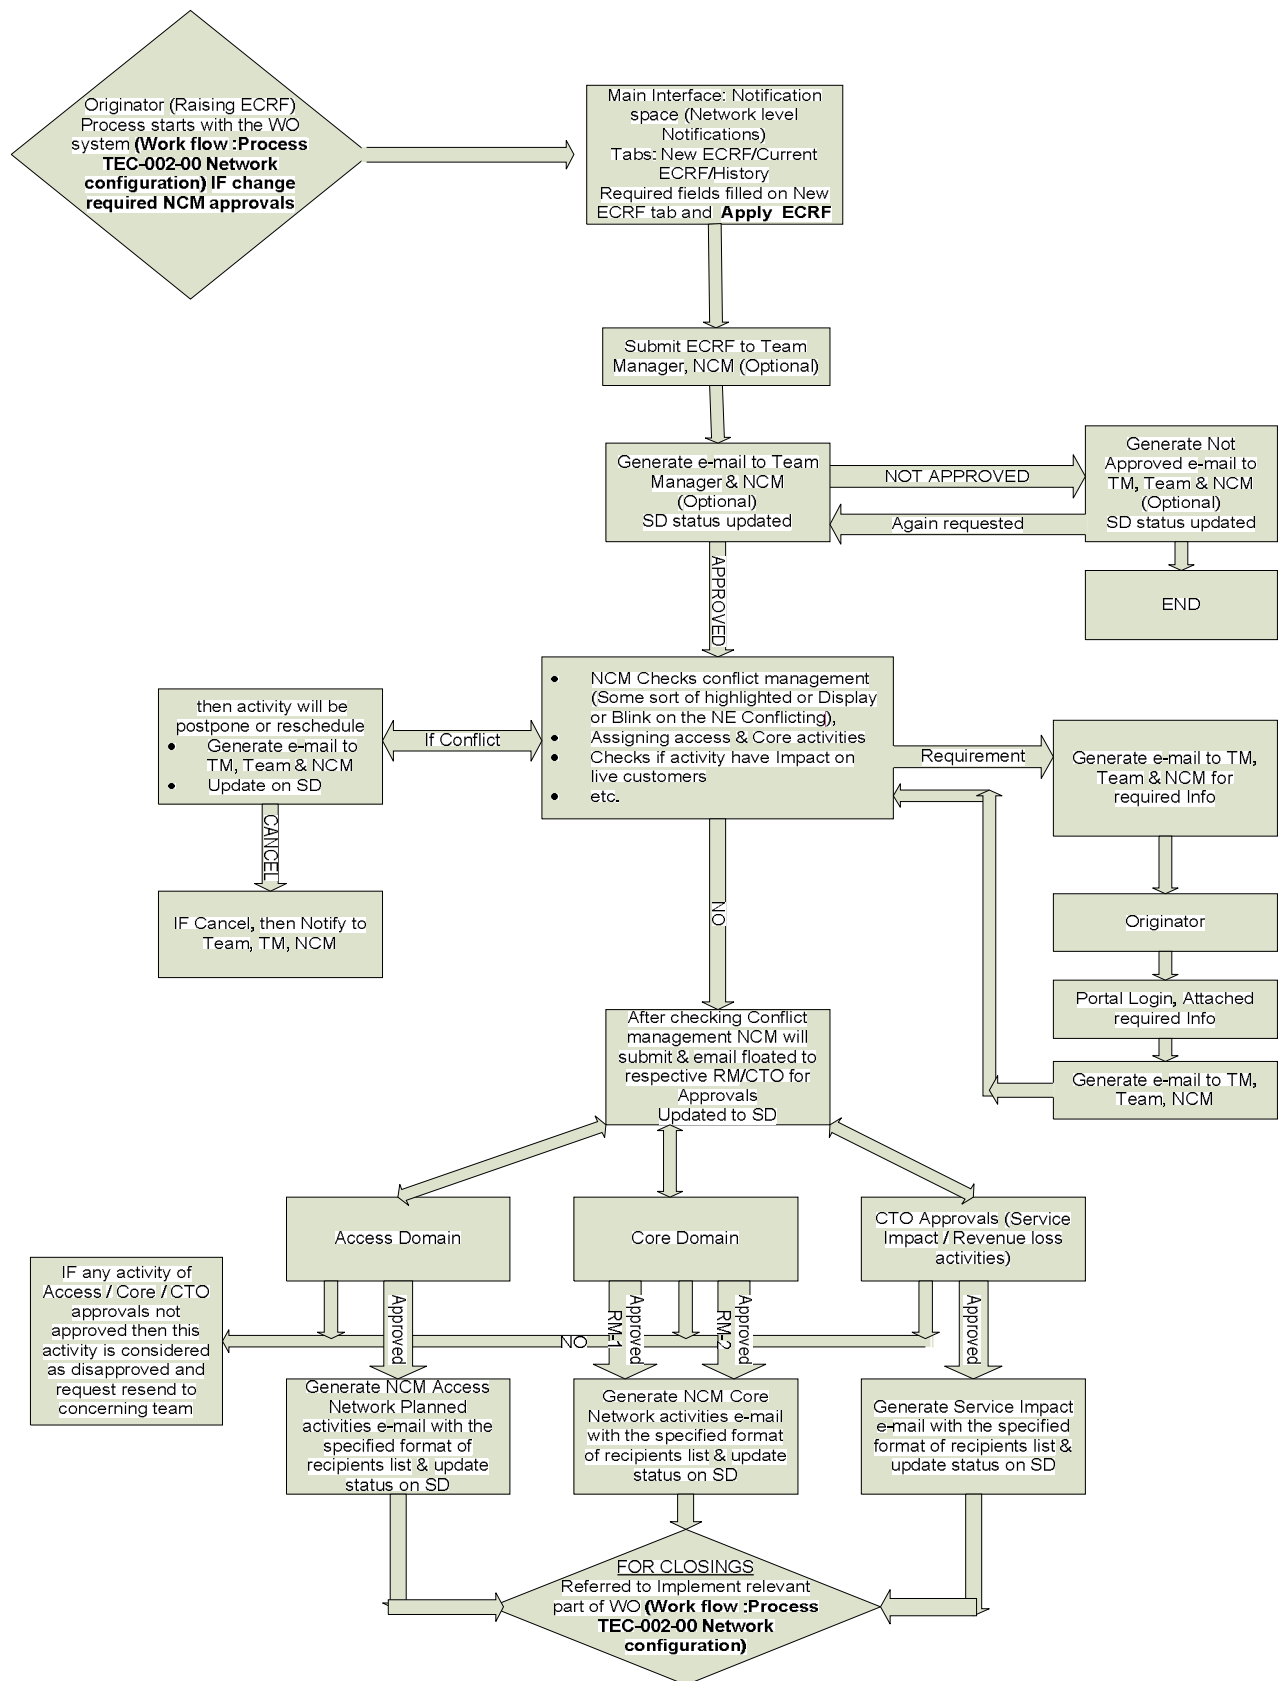 Originator (Raising ECRF)
Process starts with the WO
system (Work flow :Process
TEC-002-00 Network
configuration) IF change
required NCM approvals
Main Interface: Notification
space (Network level
Notifications)
Tabs: New ECRF/Current
ECRF/History
Required fields filled on New
ECRF tab and Apply ECRF
Submit ECRF to Team
Manager, NCM (Optional)
Generate e-mail to Team
Manager & NCM
(Optional)
SD status updated
NOT APPROVED
Again requested
Generate Not
Approved e-mail to
TM, Team & NCM
(Optional)
SD status updated
END
APPROVED
• NCM Checks conflict management
(Some sort of highlighted or Display
or Blink on the NE Conflicting),
• Assigning access & Core activities
• Checks if activity have Impact on
live customers
• etc.
If Conflict
then activity will be
postpone or reschedule
• Generate e-mail to
TM, Team & NCM
• Update on SD
CANCEL
IF Cancel, then Notify to
Team, TM, NCM
Requirement
Generate e-mail to TM,
Team & NCM for
required Info
Originator
Portal Login, Attached
required Info
Generate e-mail to TM,
Team, NCM
NO
After checking Conflict
management NCM will
submit & email floated to
respective RM/CTO for
Approvals
Updated to SD
Access Domain
Core Domain
CTO Approvals (Service
Impact / Revenue loss
activities)
IF any activity of
Access / Core / CTO
approvals not
approved then this
activity is considered
as disapproved and
request resend to
concerning team
Approved
NO
Approved
RM-1
Approved
RM-2
Approved
Generate NCM Access
Network Planned
activities e-mail with the
specified format of
recipients list & update
status on SD
Generate NCM Core
Network activities e-mail
with the specified format
of recipients list & update
status on SD
Generate Service Impact
e-mail with the specified
format of recipients list &
update status on SD
FOR CLOSINGS
Referred to Implement relevant
part of WO (Work flow :Process
TEC-002-00 Network
configuration)